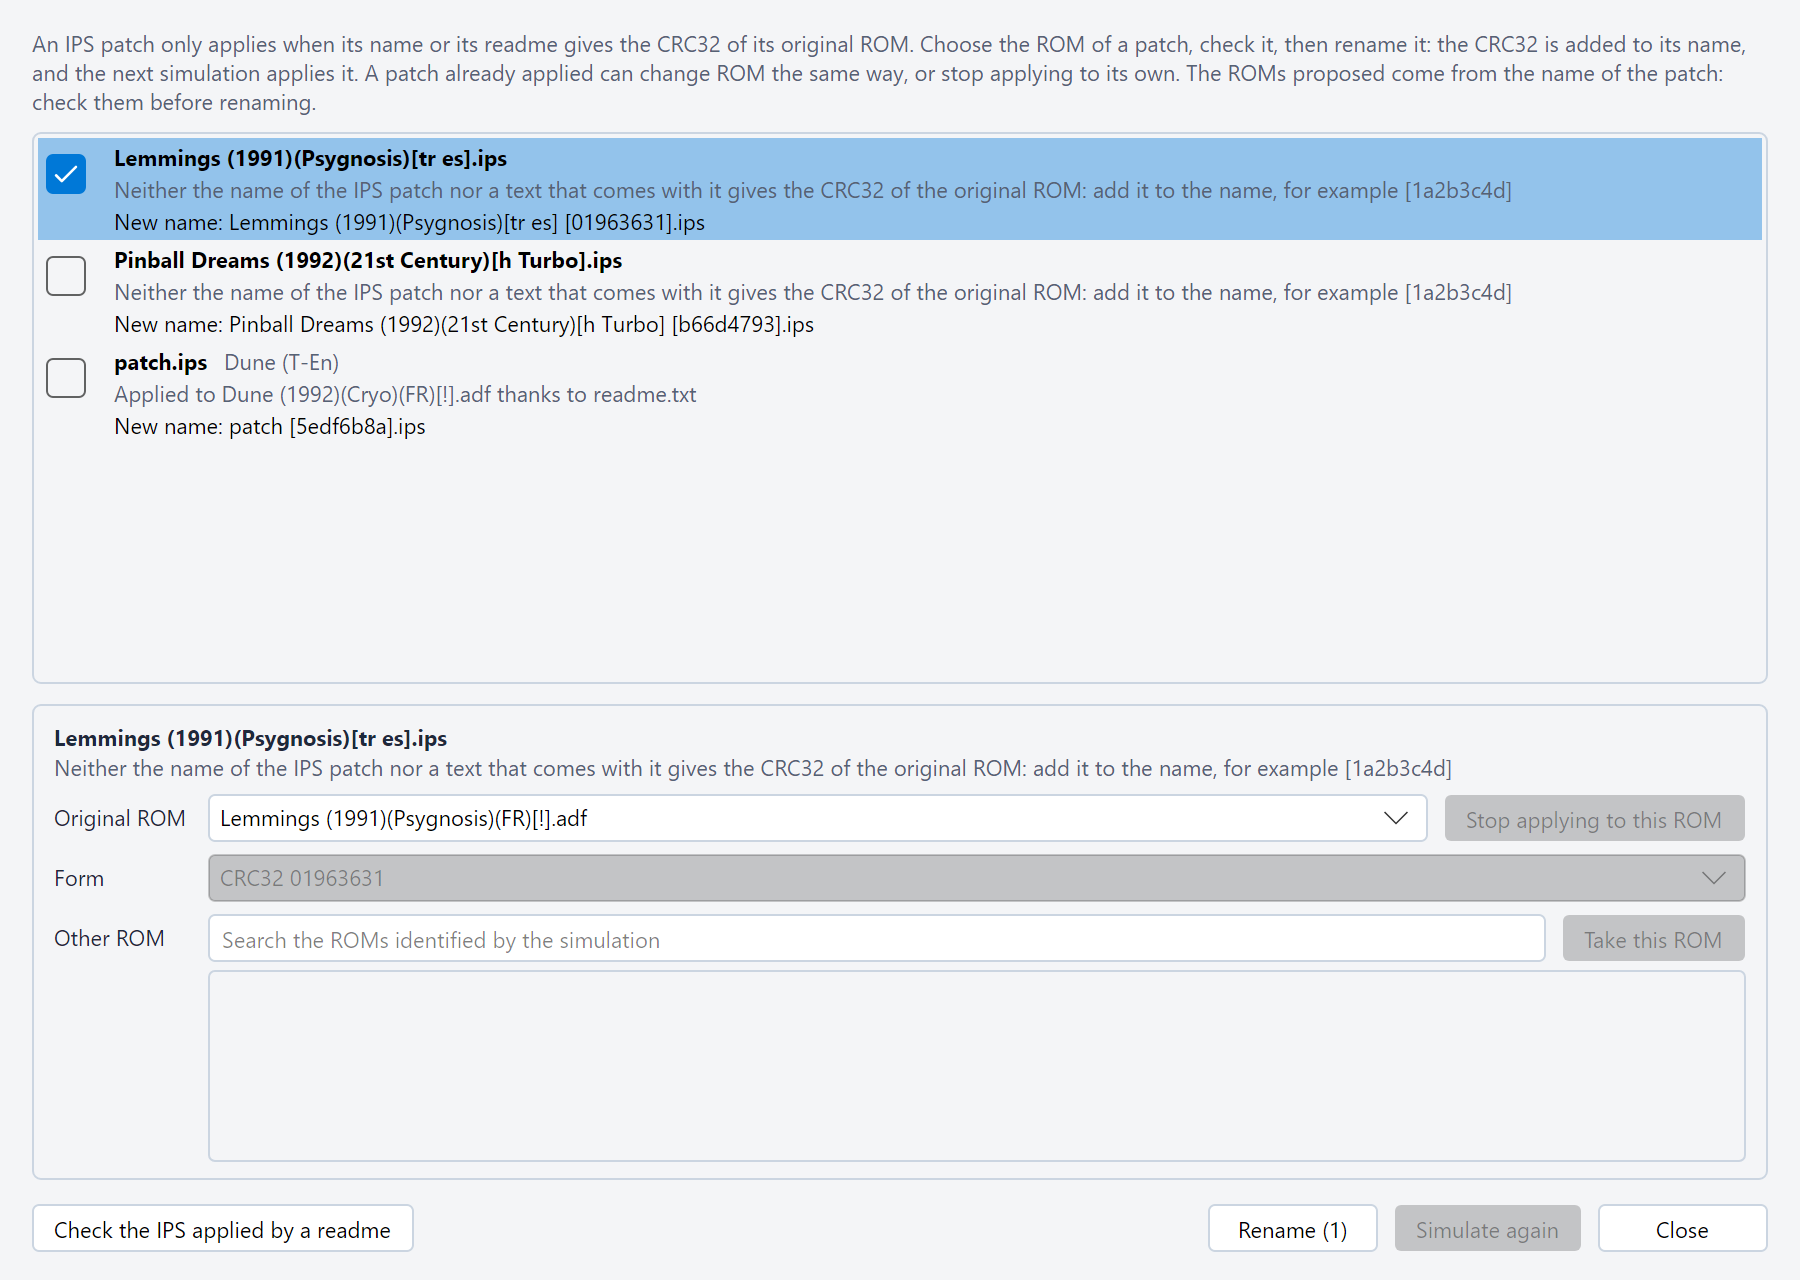 An IPS patch only applies when its name or its readme gives the CRC32 of its original ROM. Choose the ROM of a patch, check it, then rename it: the CRC32 is added to its name,
and the next simulation applies it. A patch already applied can change ROM the same way, or stop applying to its own. The ROMs proposed come from the name of the patch:
check them before renaming.
Lemmings (1991)(Psygnosis)[tr es].ips
Neither the name of the IPS patch nor a text that comes with it gives the CRC32 of the original ROM: add it to the name, for example [1a2b3c4d]
New name: Lemmings (1991)(Psygnosis)[tr es] [01963631].ips
Pinball Dreams (1992)(21st Century)[h Turbo].ips
Neither the name of the IPS patch nor a text that comes with it gives the CRC32 of the original ROM: add it to the name, for example [1a2b3c4d]
New name: Pinball Dreams (1992)(21st Century)[h Turbo] [b66d4793].ips
patch.ips Dune (T-En)
Applied to Dune (1992)(Cryo)(FR)[!].adf thanks to readme.txt
New name: patch [5edf6b8a].ips
Lemmings (1991)(Psygnosis)[tr es].ips
Neither the name of the IPS patch nor a text that comes with it gives the CRC32 of the original ROM: add it to the name, for example [1a2b3c4d]
Original ROM Lemmings (1991)(Psygnosis)(FR)[!].adf Stop applying to this ROM
Form CRC32 01963631
Other ROM Search the ROMs identified by the simulation Take this ROM
Check the IPS applied by a readme Rename (1) Simulate again Close